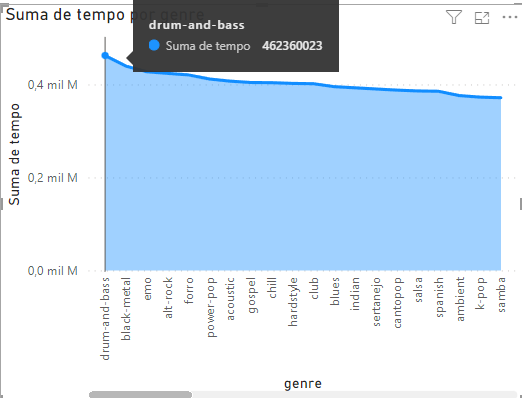 Suma de tempo por genre
drum-and-bass
Suma de tempo 462360023
Suma de tempo
0,4 mil M
0,2 mil M
0,0 mil M
drum-and-bass
black-metal
emo
alt-rock
forro
power-pop
acoustic
gospel
chill
hardstyle
club
blues
indian
sertanejo
cantopop
salsa
spanish
ambient
k-pop
samba
genre